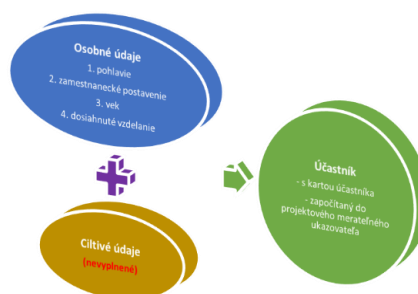 Osobné údaje
1. pohlavie
2. zamestnanecké postavenie
3. vek
4. dosiahnuté vzdelanie
Citlivé údaje
(nevyplnené)
Účastník
- s kartou účastníka
- započítaný do
projektového merateľného
ukazovateľa